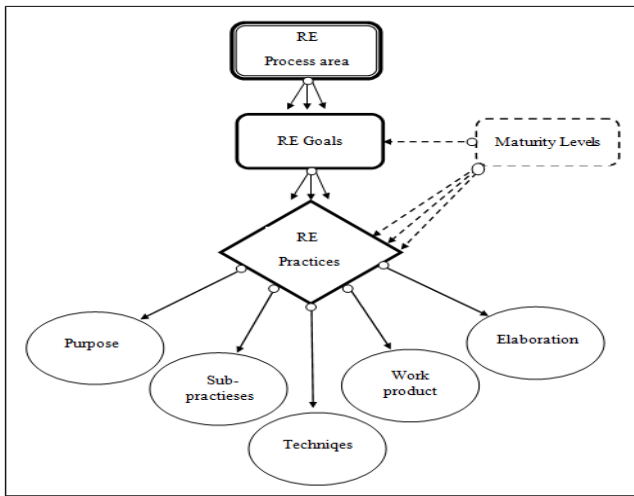 RE
Process area
RE Goals
Maturity Levels
RE
Practices
Purpose
Elaboration
Sub-
practieses
Work
product
Techniqes